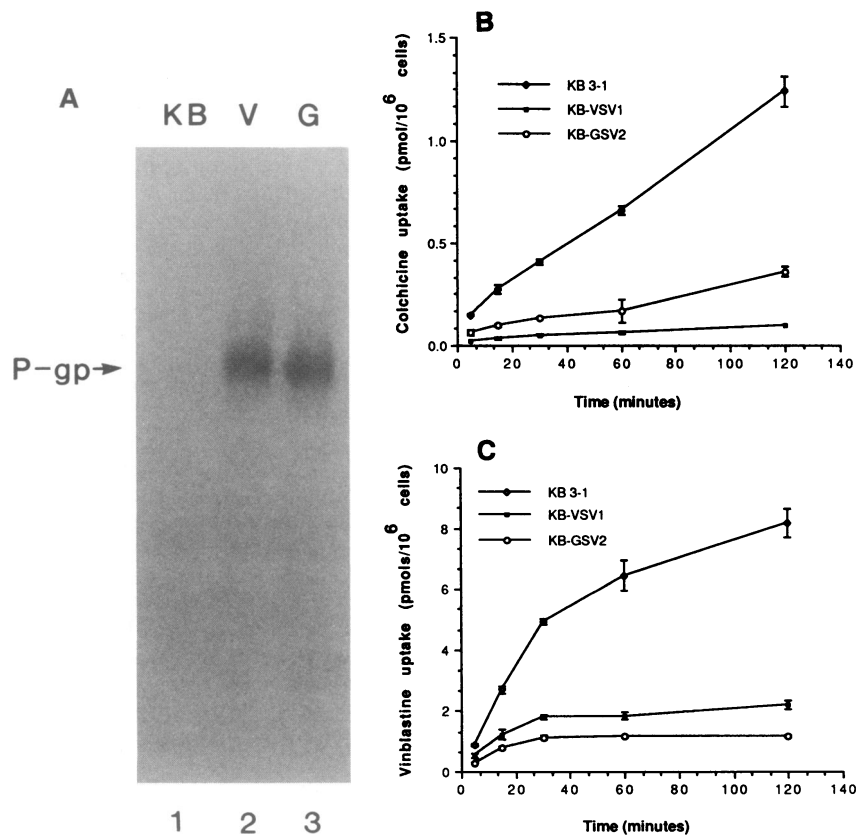 A
KB V G
P-gp
1 2 3
B
1.5
1.0
0.5
0.0
0 20 40 60 80 100 120 140
Colchicine uptake (pmol/10^6 cells)
Time (minutes)
KB 3-1
KB-VSV1
KB-GSV2
C
10
8
6
4
2
0
0 20 40 60 80 100 120 140
Vinblastine uptake (pmols/10^6 cells)
Time (minutes)
KB 3-1
KB-VSV1
KB-GSV2